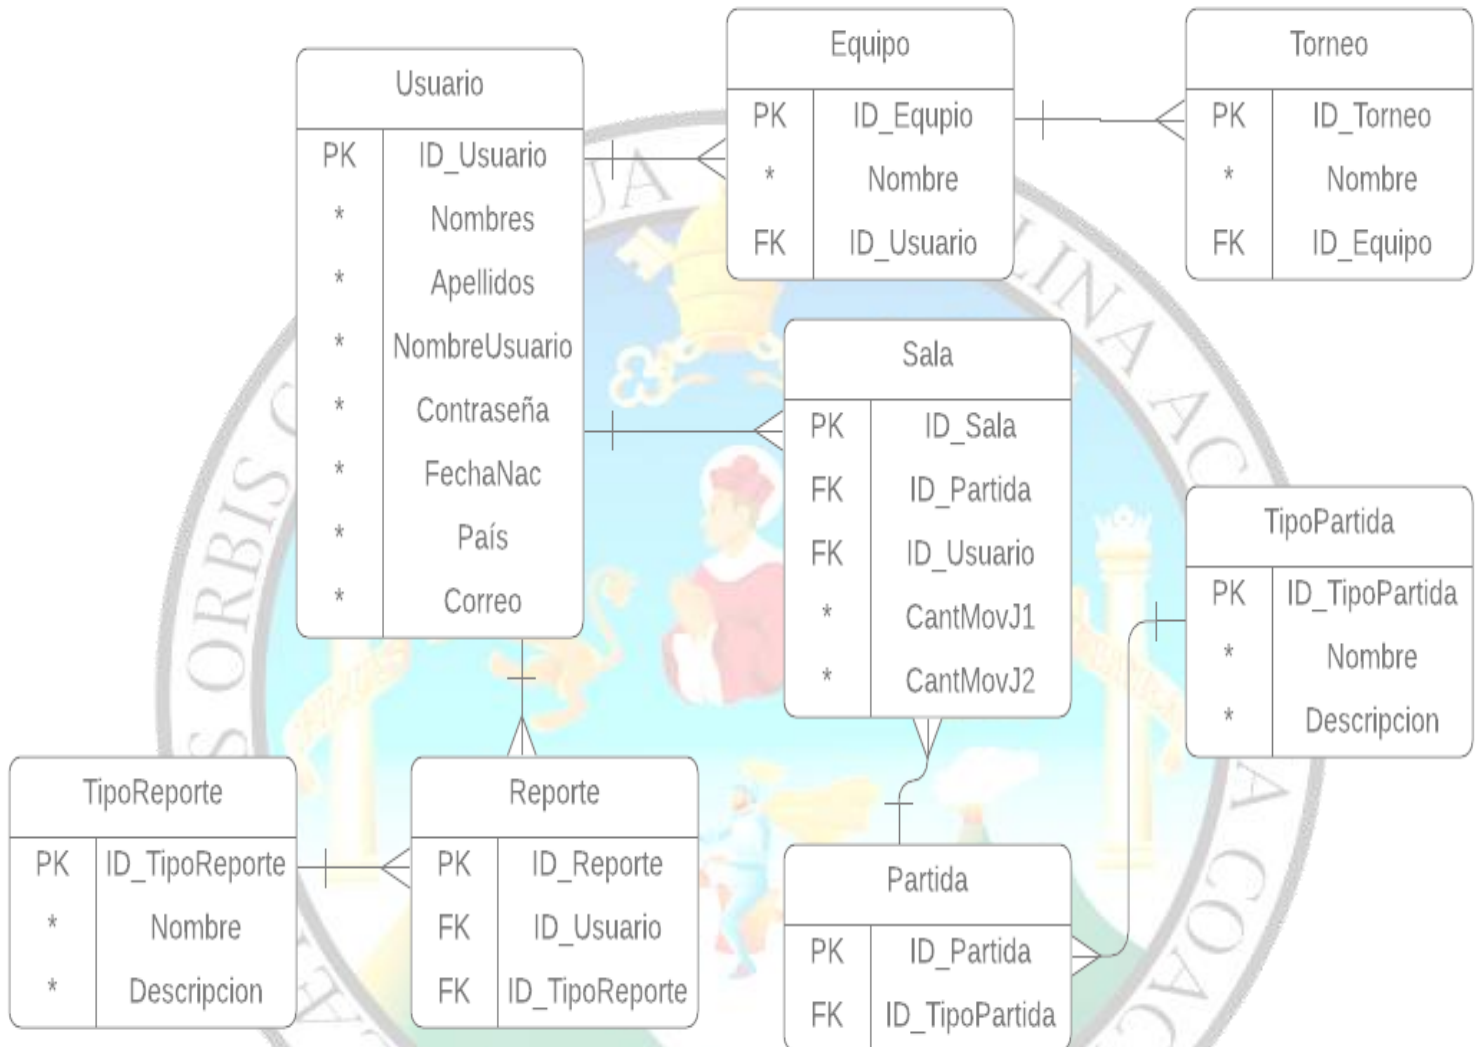 Usuario
PK ID_Usuario
* Nombres
* Apellidos
* NombreUsuario
* Contraseña
* FechaNac
* País
* Correo
Equipo
PK ID_Equpio
* Nombre
FK ID_Usuario
Torneo
PK ID_Torneo
* Nombre
FK ID_Equipo
Sala
PK ID_Sala
FK ID_Partida
FK ID_Usuario
* CantMovJ1
* CantMovJ2
TipoPartida
PK ID_TipoPartida
* Nombre
* Descripcion
TipoReporte
PK ID_TipoReporte
* Nombre
* Descripcion
Reporte
PK ID_Reporte
FK ID_Usuario
FK ID_TipoReporte
Partida
PK ID_Partida
FK ID_TipoPartida
ORBIS